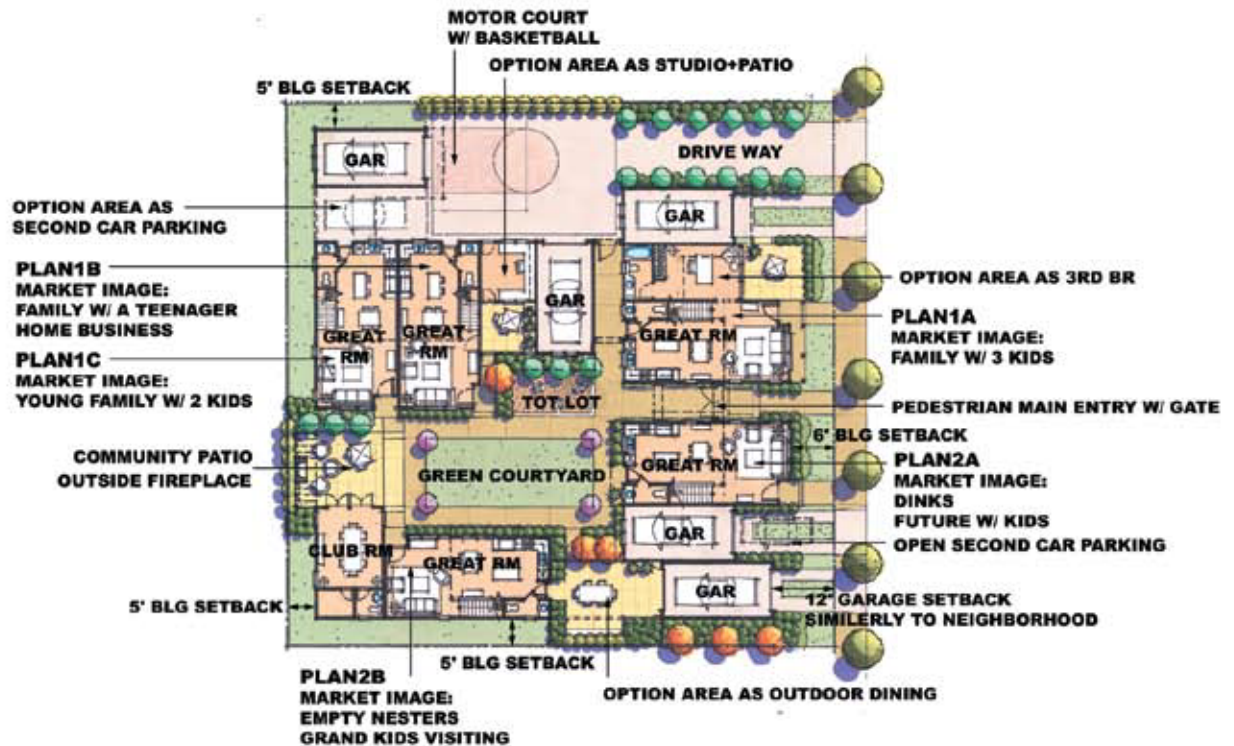 MOTOR COURT
W/ BASKETBALL
OPTION AREA AS STUDIO+PATIO
5' BLG SETBACK
GAR
DRIVE WAY
OPTION AREA AS
SECOND CAR PARKING
GAR
PLAN1B
MARKET IMAGE:
FAMILY W/ A TEENAGER
HOME BUSINESS
OPTION AREA AS 3RD BR
GAR
GREAT
RM
GREAT
RM
GREAT RM
PLAN1A
MARKET IMAGE:
FAMILY W/ 3 KIDS
PLAN1C
MARKET IMAGE:
YOUNG FAMILY W/ 2 KIDS
TOT LOT
PEDESTRIAN MAIN ENTRY W/ GATE
6' BLG SETBACK
COMMUNITY PATIO
OUTSIDE FIREPLACE
GREEN COURTYARD
GREAT RM
PLAN2A
MARKET IMAGE:
DINKS
FUTURE W/ KIDS
GAR
OPEN SECOND CAR PARKING
CLUB RM
GREAT RM
GAR
5' BLG SETBACK
12' GARAGE SETBACK
SIMILERLY TO NEIGHBORHOOD
5' BLG SETBACK
PLAN2B
MARKET IMAGE:
EMPTY NESTERS
GRAND KIDS VISITING
OPTION AREA AS OUTDOOR DINING